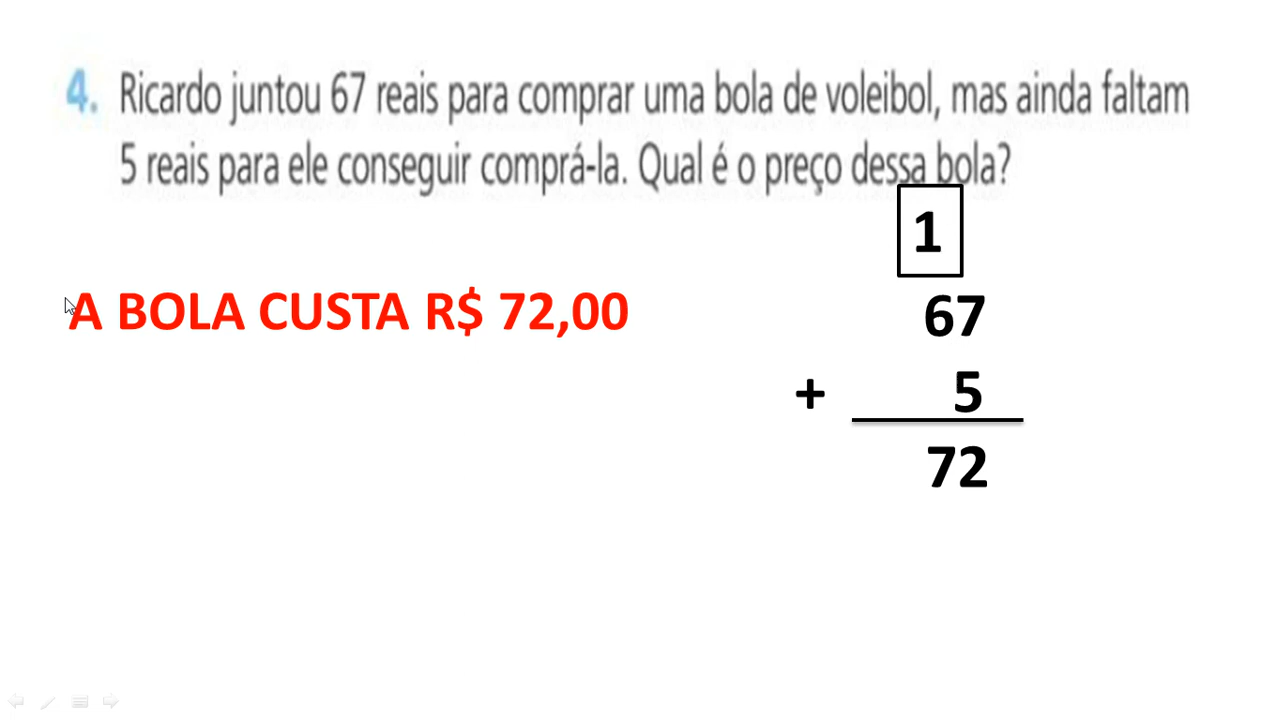 4. Ricardo juntou 67 reais para comprar uma bola de voleibol, mas ainda faltam
5 reais para ele conseguir comprá-la. Qual é o preço dessa bola?
1
A BOLA CUSTA R$ 72,00
67
+ 5
72